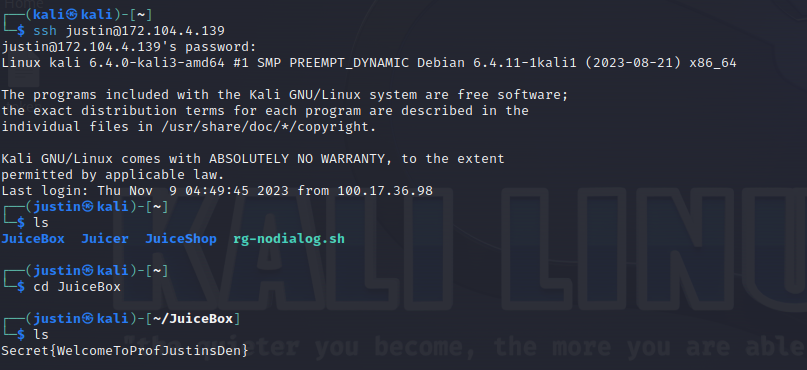 Home
┌──(kali㉿kali)-[~]
└─$ ssh justin@172.104.4.139
justin@172.104.4.139's password:
Linux kali 6.4.0-kali3-amd64 #1 SMP PREEMPT_DYNAMIC Debian 6.4.11-1kali1 (2023-08-21) x86_64

The programs included with the Kali GNU/Linux system are free software;
the exact distribution terms for each program are described in the
individual files in /usr/share/doc/*/copyright.

Kali GNU/Linux comes with ABSOLUTELY NO WARRANTY, to the extent
permitted by applicable law.
Last login: Thu Nov  9 04:49:45 2023 from 100.17.36.98
┌──(justin㉿kali)-[~]
└─$ ls
JuiceBox  Juicer  JuiceShop  rg-nodialog.sh

┌──(justin㉿kali)-[~]
└─$ cd JuiceBox

┌──(justin㉿kali)-[~/JuiceBox]
└─$ ls
Secret{WelcomeToProfJustinsDen}
KALI LINU
"the quieter you become, the more you are able